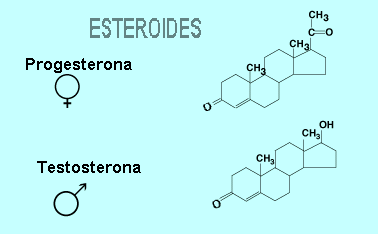 ESTEROIDES
CH₃
C=O
CH₃
CH₃
Progesterona
O
OH
CH₃
CH₃
Testosterona
O